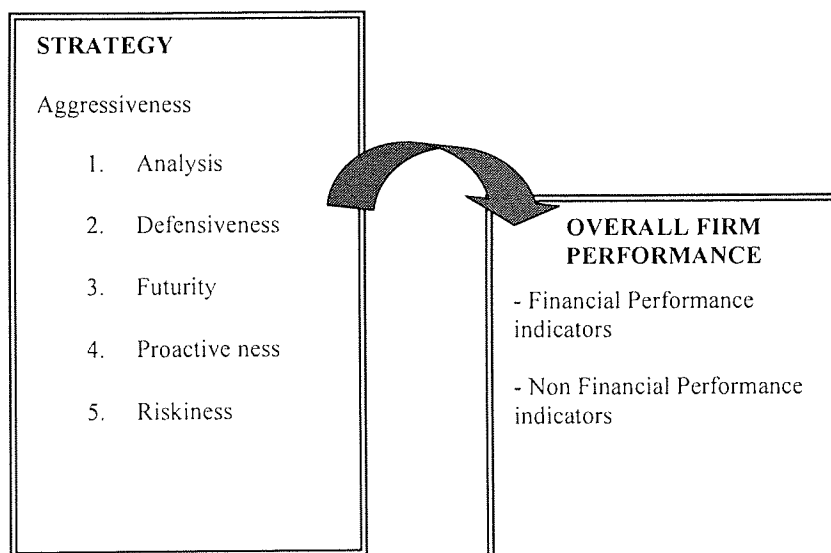 STRATEGY
Aggressiveness
1. Analysis
2. Defensiveness
3. Futurity
4. Proactive ness
5. Riskiness
OVERALL FIRM
PERFORMANCE
- Financial Performance
indicators
- Non Financial Performance
indicators